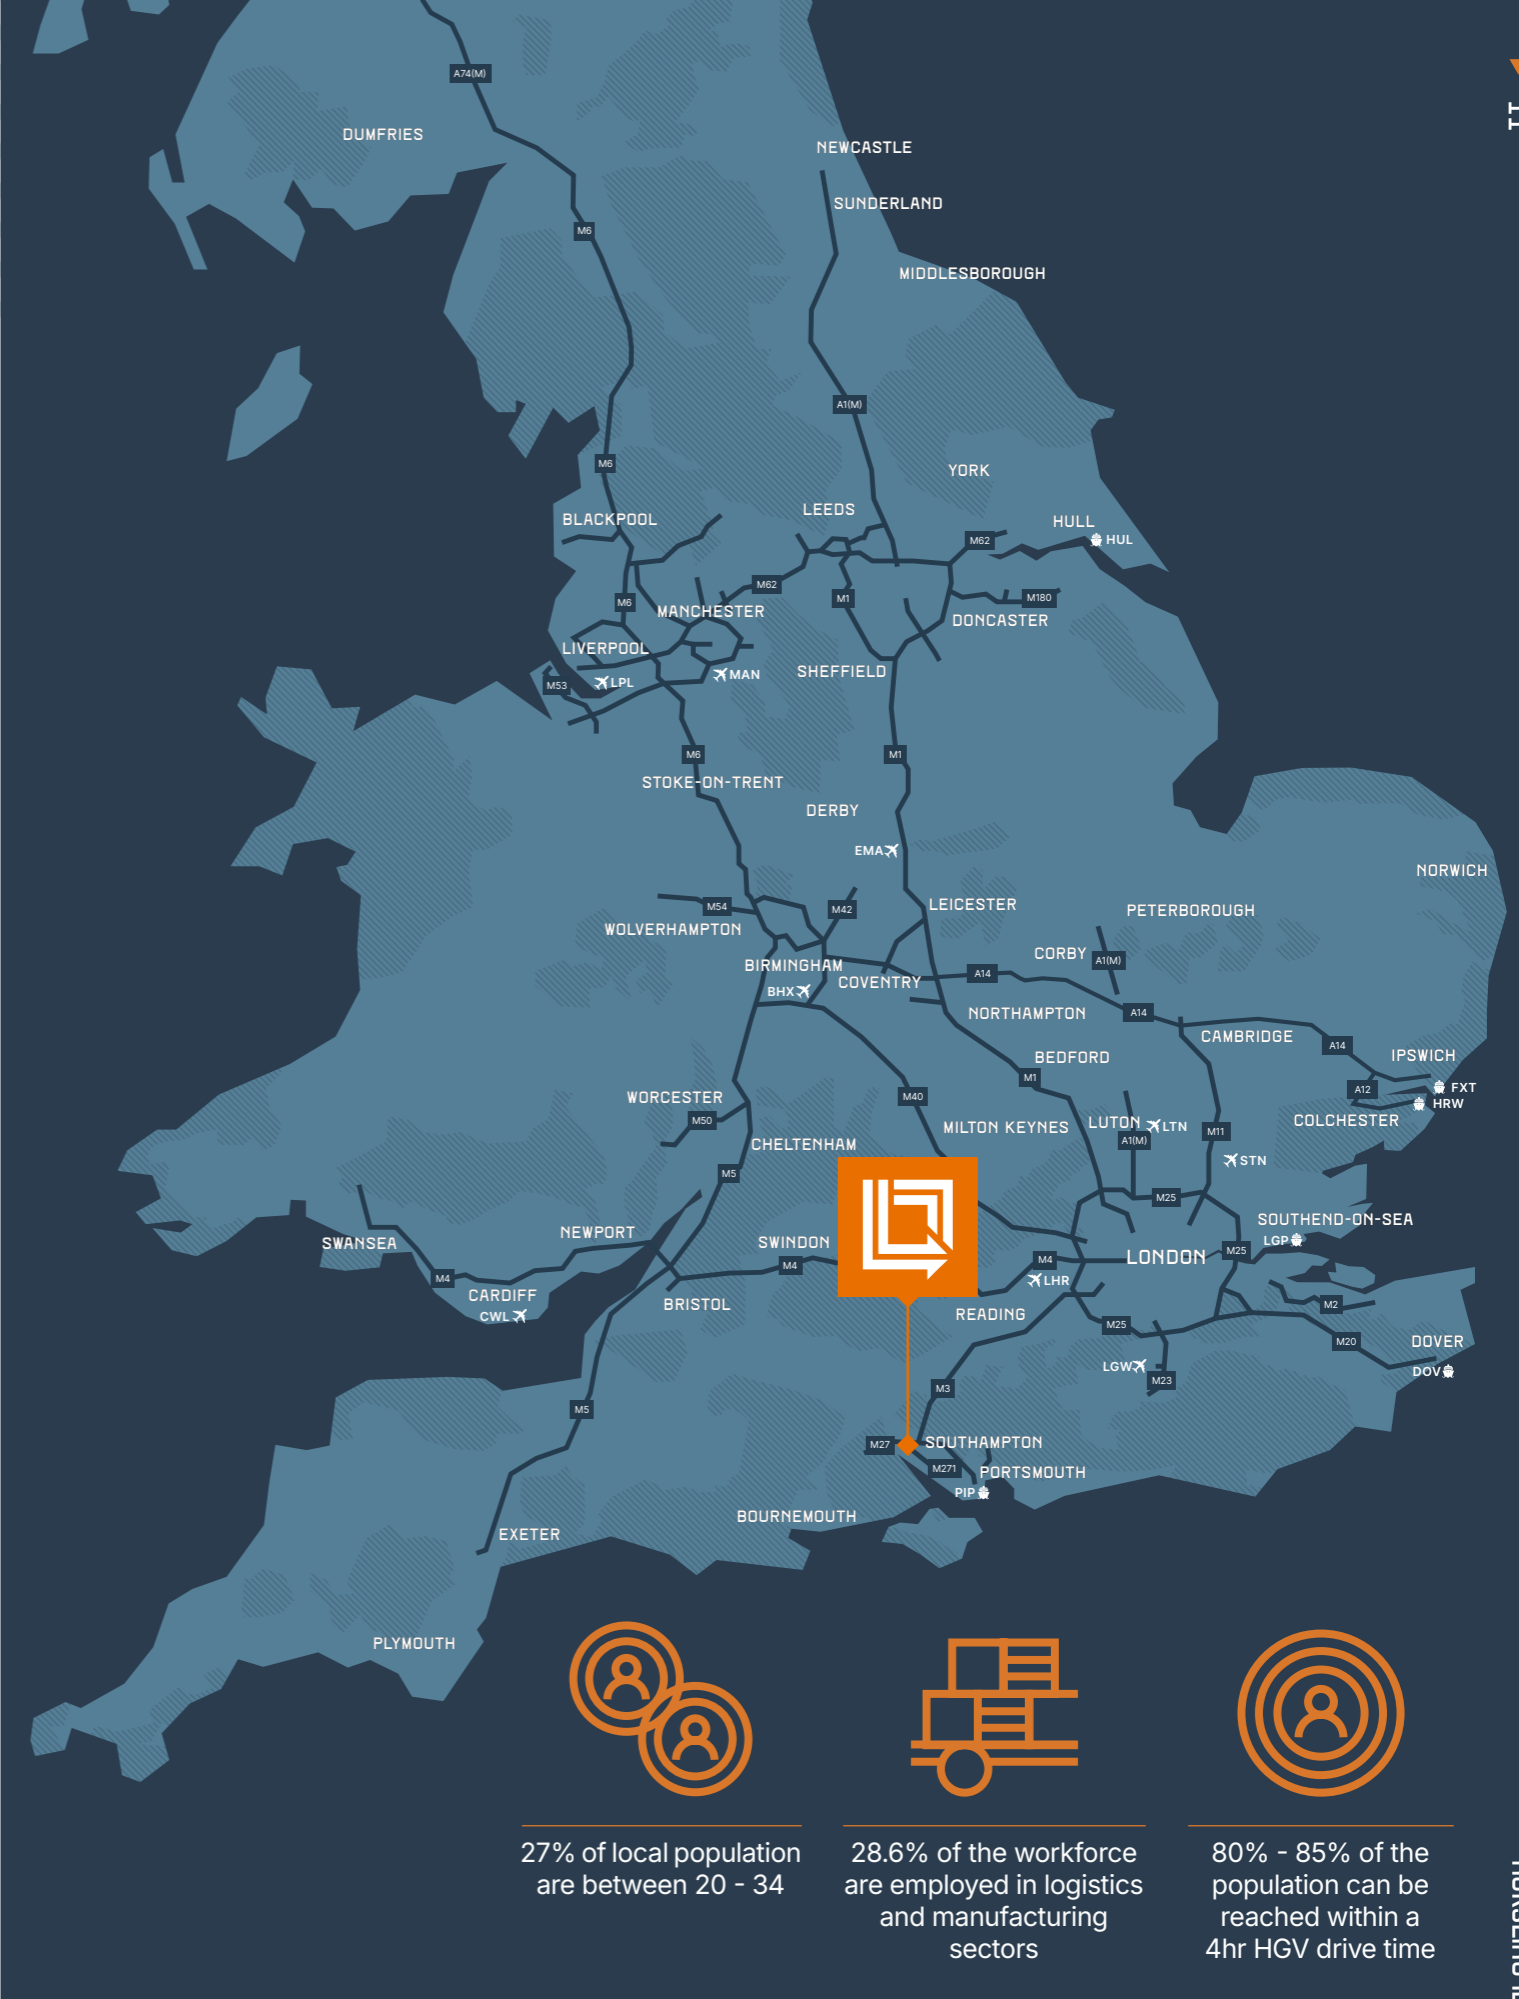 A74(M)
DUMFRIES
NEWCASTLE
SUNDERLAND
M6
MIDDLESBOROUGH
A1(M)
M6
YORK
LEEDS
BLACKPOOL
HULL
M62
HUL
M62
M6
M1
M180
MANCHESTER
DONCASTER
LIVERPOOL
SHEFFIELD
MAN
M53
LPL
M6
M1
STOKE-ON-TRENT
DERBY
EMA
NORWICH
M54
M42
LEICESTER
PETERBOROUGH
WOLVERHAMPTON
CORBY
A1(M)
BIRMINGHAM
A14
COVENTRY
BHX
NORTHAMPTON
A14
CAMBRIDGE
A14
BEDFORD
IPSWICH
M1
FXT
A12
WORCESTER
M40
HRW
M50
COLCHESTER
MILTON KEYNES
LUTON
LTN
M11
A1(M)
CHELTENHAM
STN
M5
M25
SOUTHEND-ON-SEA
NEWPORT
LGP
SWANSEA
SWINDON
M25
LONDON
M4
M4
M4
LHR
CARDIFF
CWL
BRISTOL
READING
M2
M25
M20
DOVER
LGW
DOV
M23
M3
M5
M27
SOUTHAMPTON
M271
PORTSMOUTH
PIP
BOURNEMOUTH
EXETER
PLYMOUTH
27% of local population
are between 20 - 34
28.6% of the workforce
are employed in logistics
and manufacturing
sectors
80% - 85% of the
population can be
reached within a
4hr HGV drive time